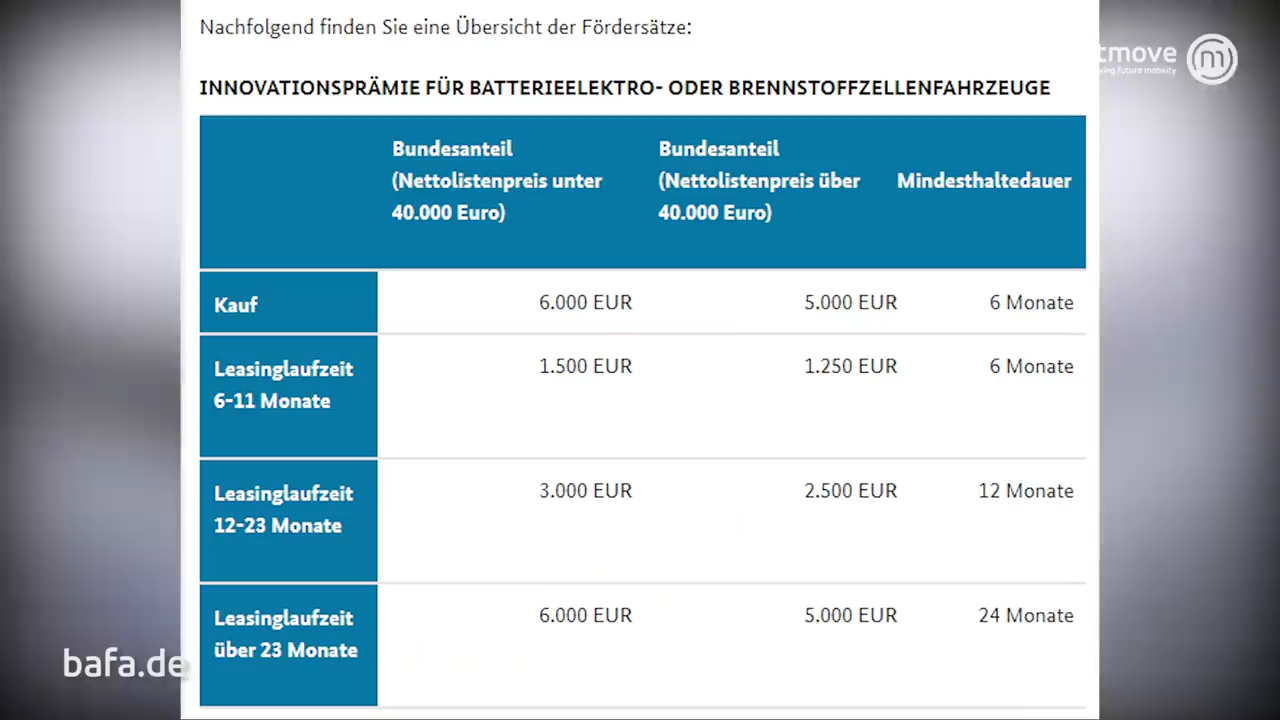 Nachfolgend finden Sie eine Übersicht der Fördersätze:
tmove
INNOVATIONSPRÄMIE FÜR BATTERIEELEKTRO- ODER BRENNSTOFFZELLENFAHRZEUGE
Bundesanteil
(Nettolistenpreis unter
40.000 Euro)
Bundesanteil
(Nettolistenpreis über
40.000 Euro)
Mindesthaltedauer
Kauf
6.000 EUR
5.000 EUR
6 Monate
Leasinglaufzeit
6-11 Monate
1.500 EUR
1.250 EUR
6 Monate
Leasinglaufzeit
12-23 Monate
3.000 EUR
2.500 EUR
12 Monate
Leasinglaufzeit
über 23 Monate
6.000 EUR
5.000 EUR
24 Monate
bafa.de